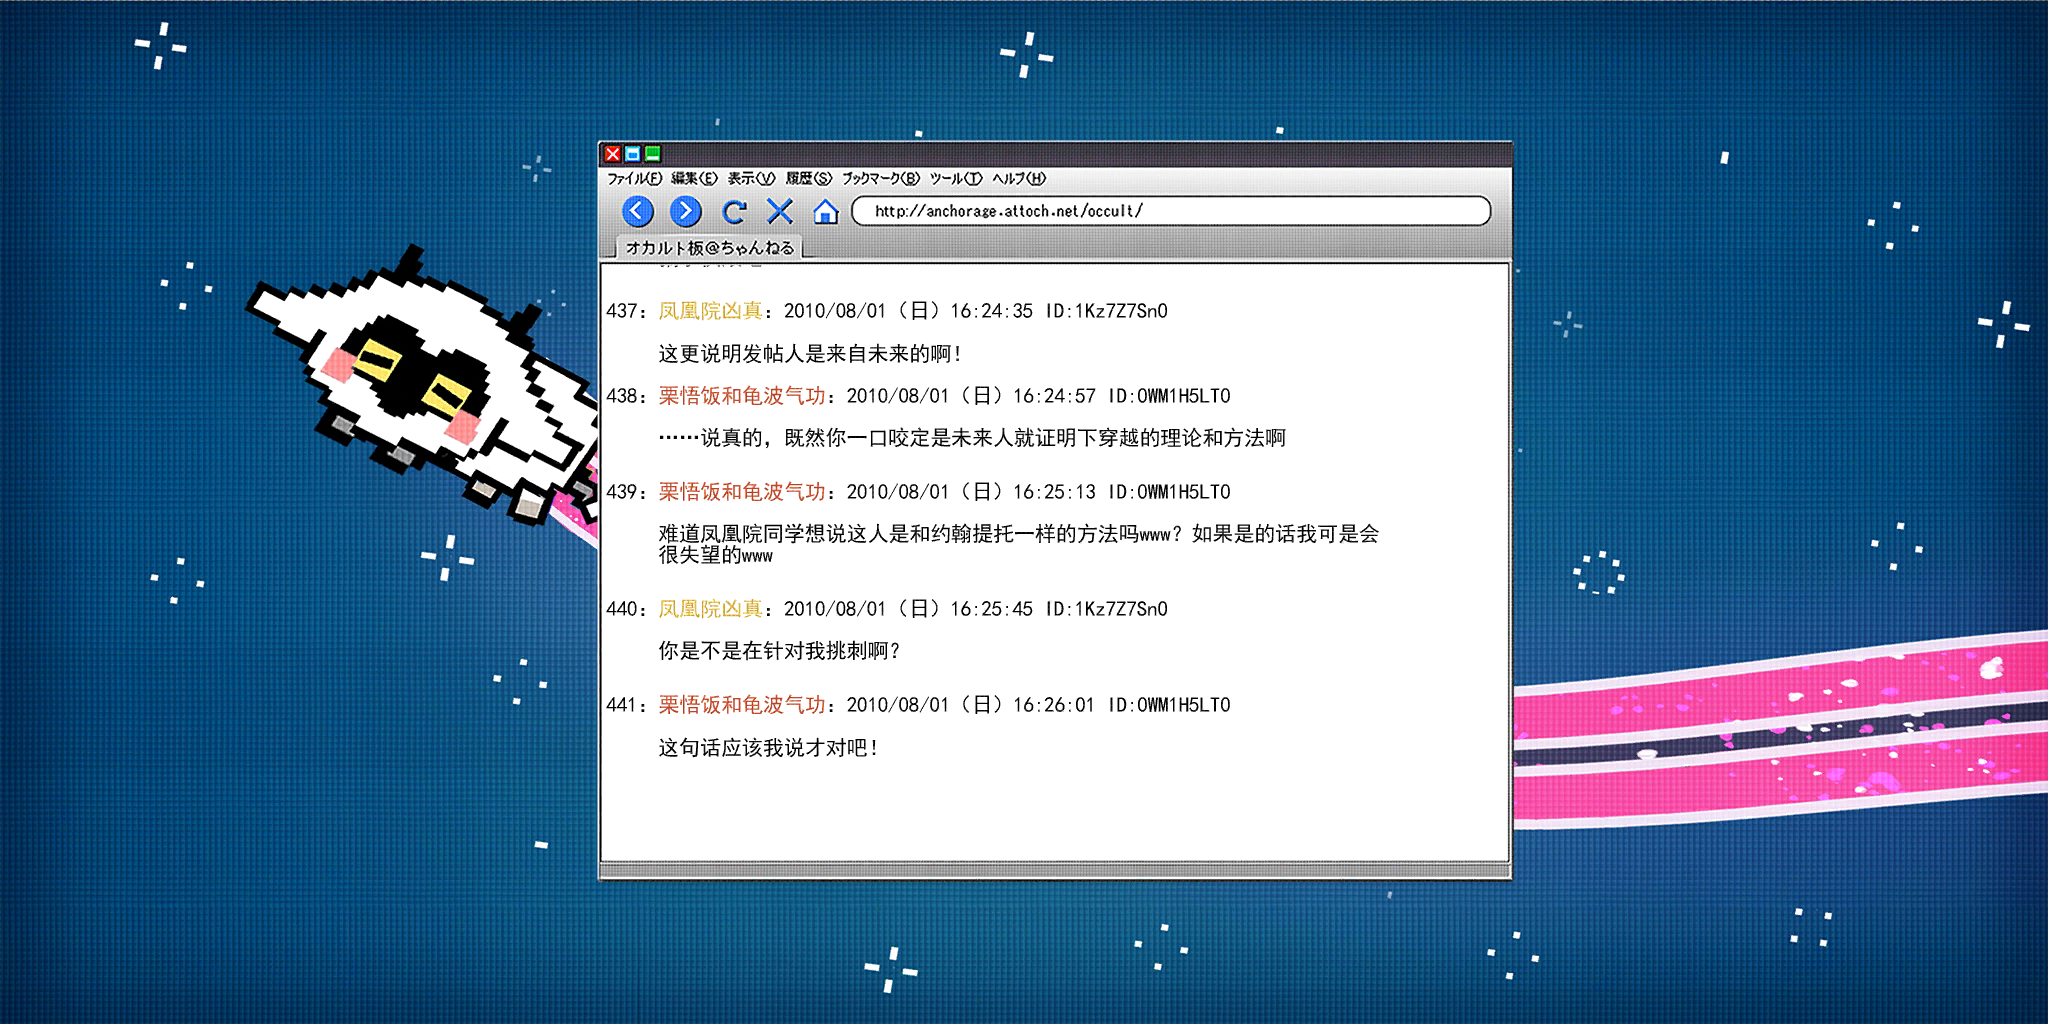 ファイル(F) 編集(E) 表示(V) 履歴(S) ブックマーク(B) ツール(T) ヘルプ(H)
http://anchorage.attoch.net/occult/
オカルト板@ちゃんねる
437: 凤凰院凶真: 2010/08/01（日）16:24:35 ID:1Kz7Z7Sn0
这更说明发帖人是来自未来的啊！
438: 栗悟饭和龟波气功: 2010/08/01（日）16:24:57 ID:0WM1H5LT0
……说真的，既然你一口咬定是未来人就证明下穿越的理论和方法啊
439: 栗悟饭和龟波气功: 2010/08/01（日）16:25:13 ID:0WM1H5LT0
难道凤凰院同学想说这人是和约翰提托一样的方法吗www？如果是的话我可是会
很失望的www
440: 凤凰院凶真: 2010/08/01（日）16:25:45 ID:1Kz7Z7Sn0
你是不是在针对我挑刺啊？
441: 栗悟饭和龟波气功: 2010/08/01（日）16:26:01 ID:0WM1H5LT0
这句话应该我说才对吧！